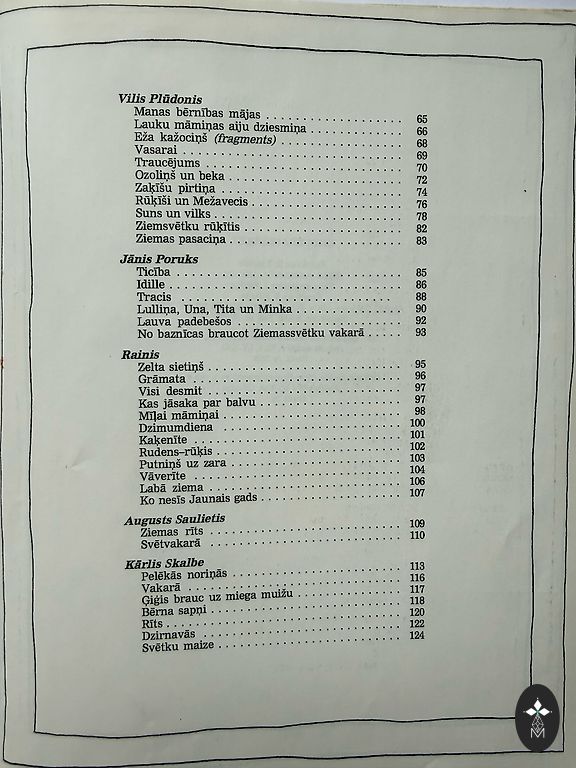 Vilis Plūdonis
Manas bērnības mājas . . . . . . . . . . . . . . . . . . . . 65
Lauku māmiņas aiju dziesmiņa . . . . . . . . . . . . . . 66
Eža kažociņš (fragments) . . . . . . . . . . . . . . . . . . 68
Vasarai . . . . . . . . . . . . . . . . . . . . . . . . . . . . . . 69
Traucējums . . . . . . . . . . . . . . . . . . . . . . . . . . 70
Ozoliņš un beka . . . . . . . . . . . . . . . . . . . . . . . 72
Zaķīšu pirtiņa . . . . . . . . . . . . . . . . . . . . . . . . 74
Rūķīši un Mežavecis . . . . . . . . . . . . . . . . . . . . 76
Suns un vilks . . . . . . . . . . . . . . . . . . . . . . . . . 78
Ziemsvētku rūķītis . . . . . . . . . . . . . . . . . . . . . 82
Ziemas pasaciņa . . . . . . . . . . . . . . . . . . . . . . . 83
Jānis Poruks
Ticība . . . . . . . . . . . . . . . . . . . . . . . . . . . . . 85
Idille . . . . . . . . . . . . . . . . . . . . . . . . . . . . . . 86
Tracis . . . . . . . . . . . . . . . . . . . . . . . . . . . . 88
Lulliņa, Una, Tita un Minka . . . . . . . . . . . . . . 90
Lauva padebešos . . . . . . . . . . . . . . . . . . . . . . 92
No baznīcas braucot Ziemassvētku vakarā . . . . . 93
Rainis
Zelta sietiņš . . . . . . . . . . . . . . . . . . . . . . . . . 95
Grāmata . . . . . . . . . . . . . . . . . . . . . . . . . . . 96
Visi desmit . . . . . . . . . . . . . . . . . . . . . . . . . . 97
Kas jāsaka par balvu . . . . . . . . . . . . . . . . . . . 97
Mīļai māmiņai . . . . . . . . . . . . . . . . . . . . . . . 98
Dzimumdiena . . . . . . . . . . . . . . . . . . . . . . . 100
Kaķenīte . . . . . . . . . . . . . . . . . . . . . . . . . . . 101
Rudens–rūķis . . . . . . . . . . . . . . . . . . . . . . . . 102
Putniņš uz zara . . . . . . . . . . . . . . . . . . . . . . 103
Vāverīte . . . . . . . . . . . . . . . . . . . . . . . . . . . 104
Labā ziema . . . . . . . . . . . . . . . . . . . . . . . . . 106
Ko nesīs Jaunais gads . . . . . . . . . . . . . . . . . . 107
Augusts Saulietis
Ziemas rīts . . . . . . . . . . . . . . . . . . . . . . . . . 109
Svētvakarā . . . . . . . . . . . . . . . . . . . . . . . . . 110
Kārlis Skalbe
Pelēkās noriņās . . . . . . . . . . . . . . . . . . . . . . 113
Vakarā . . . . . . . . . . . . . . . . . . . . . . . . . . . . 116
Ģiģis brauc uz miega muižu . . . . . . . . . . . . . . 117
Bērna sapņi . . . . . . . . . . . . . . . . . . . . . . . . . 118
Rīts . . . . . . . . . . . . . . . . . . . . . . . . . . . . . . 120
Dzirnavās . . . . . . . . . . . . . . . . . . . . . . . . . . 122
Svētku maize . . . . . . . . . . . . . . . . . . . . . . . . 124